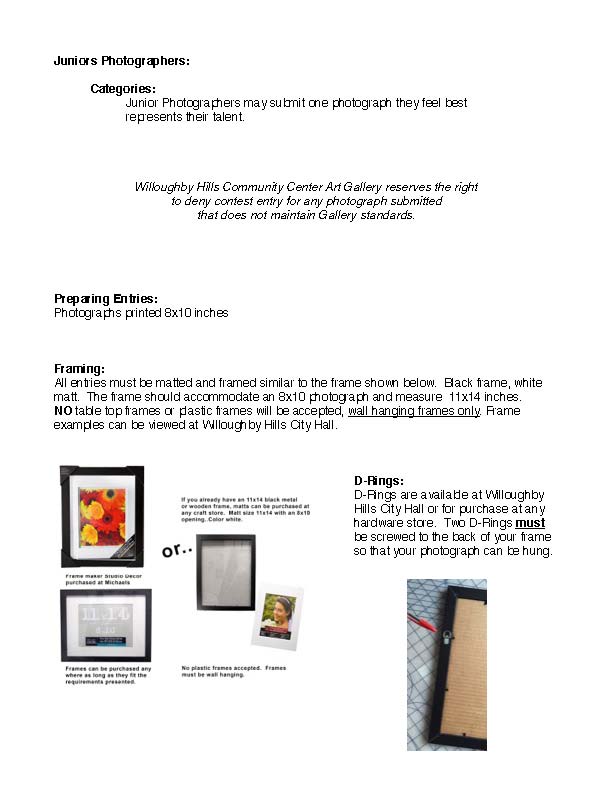 Juniors Photographers:
Categories:
Junior Photographers may submit one photograph they feel best
represents their talent.
Willoughby Hills Community Center Art Gallery reserves the right
to deny contest entry for any photograph submitted
that does not maintain Gallery standards.
Preparing Entries:
Photographs printed 8x10 inches
Framing:
All entries must be matted and framed similar to the frame shown below.  Black frame, white
matt.  The frame should accommodate an 8x10 photograph and measure  11x14 inches.
NO table top frames or plastic frames will be accepted, wall hanging frames only. Frame
examples can be viewed at Willoughby Hills City Hall.
D-Rings:
D-Rings are available at Willoughby
Hills City Hall or for purchase at any
hardware store.  Two D-Rings must
be screwed to the back of your frame
so that your photograph can be hung.
If you already have an 11x14 black metal
or wooden frame, matts can be purchased at
any craft store.  Matt size 11x14 with an 8x10
opening..Color white.
or..
Frame maker Studio Decor
purchased at Michaels
11.14
8.10
Frames can be purchased any
where as long as they fit the
requirements presented.
No plastic frames accepted.  Frames
must be wall hanging.